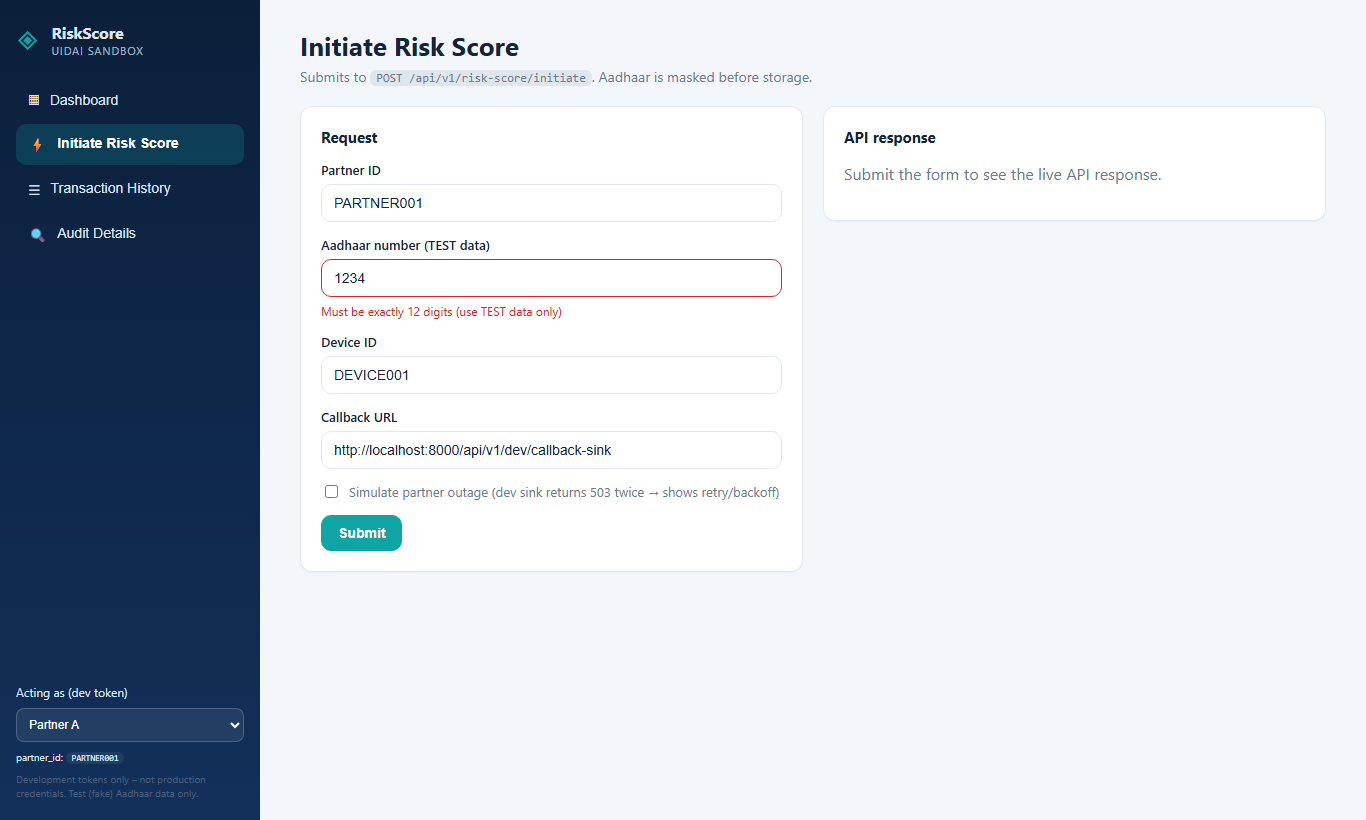 RiskScore
UIDAI SANDBOX
Dashboard
Initiate Risk Score
Transaction History
Audit Details
Acting as (dev token)
Partner A
partner_id: PARTNER001
Development tokens only – not production
credentials. Test (fake) Aadhaar data only.
Initiate Risk Score
Submits to POST /api/v1/risk-score/initiate. Aadhaar is masked before storage.
Request
Partner ID
PARTNER001
Aadhaar number (TEST data)
1234
Must be exactly 12 digits (use TEST data only)
Device ID
DEVICE001
Callback URL
http://localhost:8000/api/v1/dev/callback-sink
Simulate partner outage (dev sink returns 503 twice → shows retry/backoff)
Submit
API response
Submit the form to see the live API response.